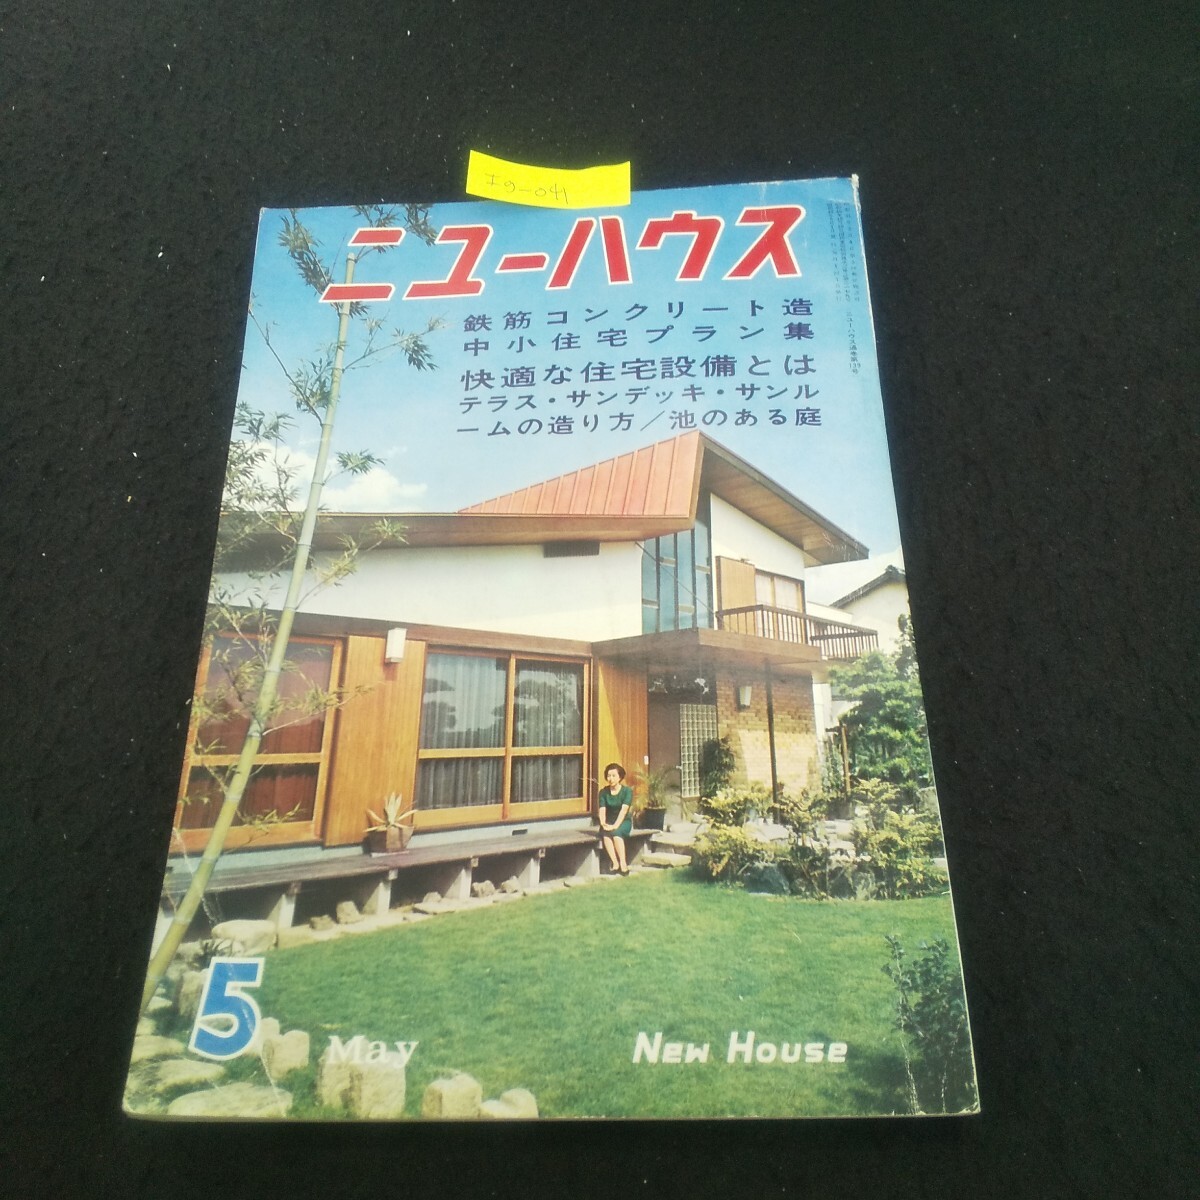 ニューハウス
鉄筋コンクリート造
中小住宅プラン集
快適な住宅設備とは
テラス・サンデッキ・サンル
ームの造り方／池のある庭
5
May
New House